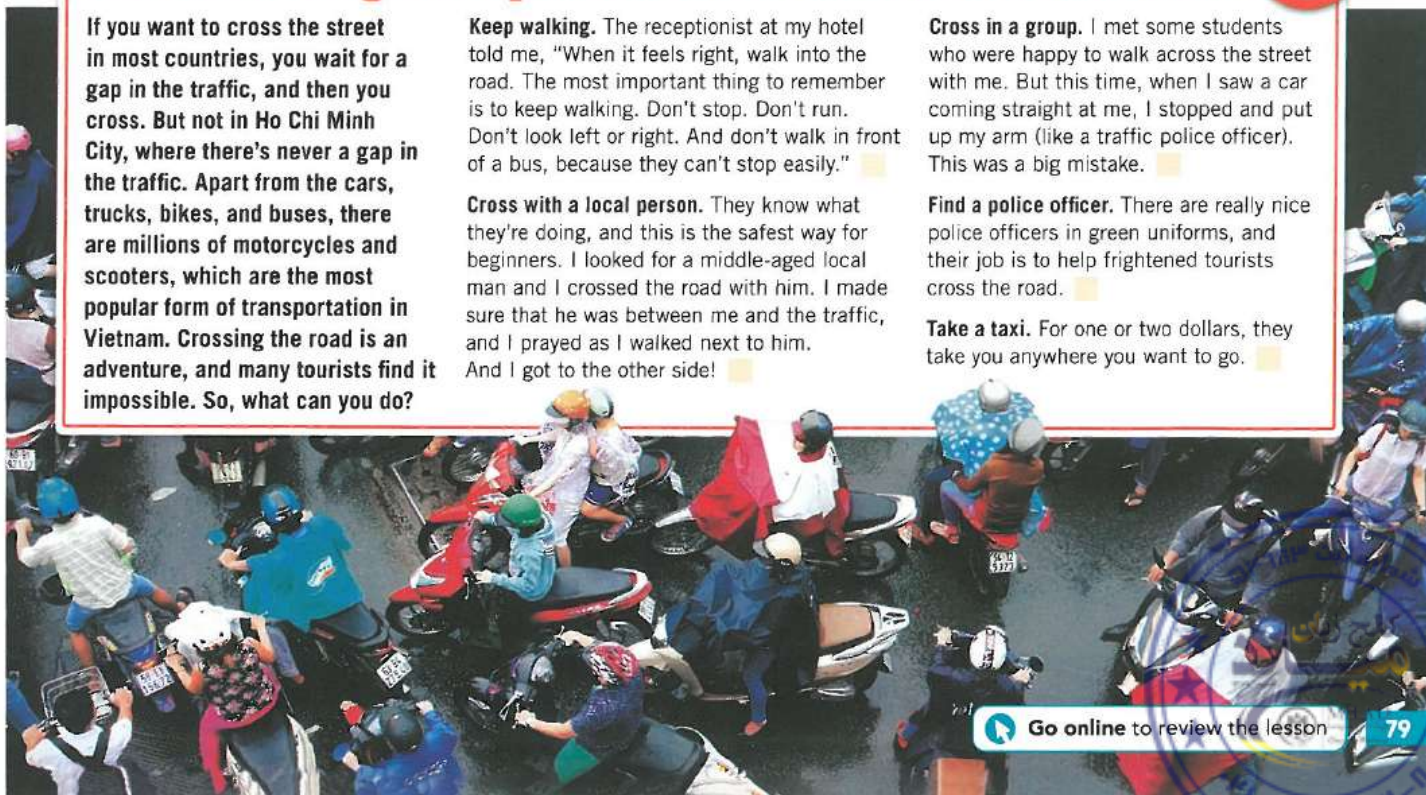 If you want to cross the street
in most countries, you wait for a
gap in the traffic, and then you
cross. But not in Ho Chi Minh
City, where there's never a gap in
the traffic. Apart from the cars,
trucks, bikes, and buses, there
are millions of motorcycles and
scooters, which are the most
popular form of transportation in
Vietnam. Crossing the road is an
adventure, and many tourists find it
impossible. So, what can you do?
Keep walking. The receptionist at my hotel
told me, “When it feels right, walk into the
road. The most important thing to remember
is to keep walking. Don't stop. Don't run.
Don't look left or right. And don't walk in front
of a bus, because they can't stop easily.”
Cross with a local person. They know what
they're doing, and this is the safest way for
beginners. I looked for a middle-aged local
man and I crossed the road with him. I made
sure that he was between me and the traffic,
and I prayed as I walked next to him.
And I got to the other side!
Cross in a group. I met some students
who were happy to walk across the street
with me. But this time, when I saw a car
coming straight at me, I stopped and put
up my arm (like a traffic police officer).
This was a big mistake.
Find a police officer. There are really nice
police officers in green uniforms, and
their job is to help frightened tourists
cross the road.
Take a taxi. For one or two dollars, they
take you anywhere you want to go.
Go online to review the lesson
79